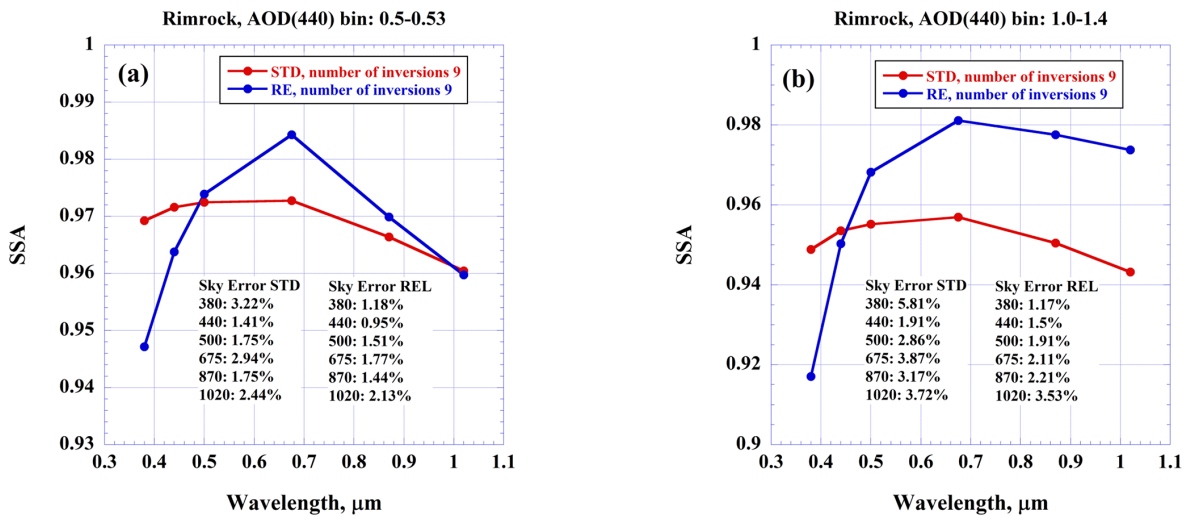 Rimrock, AOD(440) bin: 0.5-0.53
(a)
STD, number of inversions 9
RE, number of inversions 9
1
0.99
0.98
0.97
0.96
0.95
0.94
0.93
SSA
Sky Error STD
380: 3.22%
440: 1.41%
500: 1.75%
675: 2.94%
870: 1.75%
1020: 2.44%
Sky Error REL
380: 1.18%
440: 0.95%
500: 1.51%
675: 1.77%
870: 1.44%
1020: 2.13%
0.3 0.4 0.5 0.6 0.7 0.8 0.9 1 1.1
Wavelength, μm
Rimrock, AOD(440) bin: 1.0-1.4
(b)
STD, number of inversions 9
RE, number of inversions 9
1
0.98
0.96
0.94
0.92
0.9
SSA
Sky Error STD
380: 5.81%
440: 1.91%
500: 2.86%
675: 3.87%
870: 3.17%
1020: 3.72%
Sky Error REL
380: 1.17%
440: 1.5%
500: 1.91%
675: 2.11%
870: 2.21%
1020: 3.53%
0.3 0.4 0.5 0.6 0.7 0.8 0.9 1 1.1
Wavelength, μm